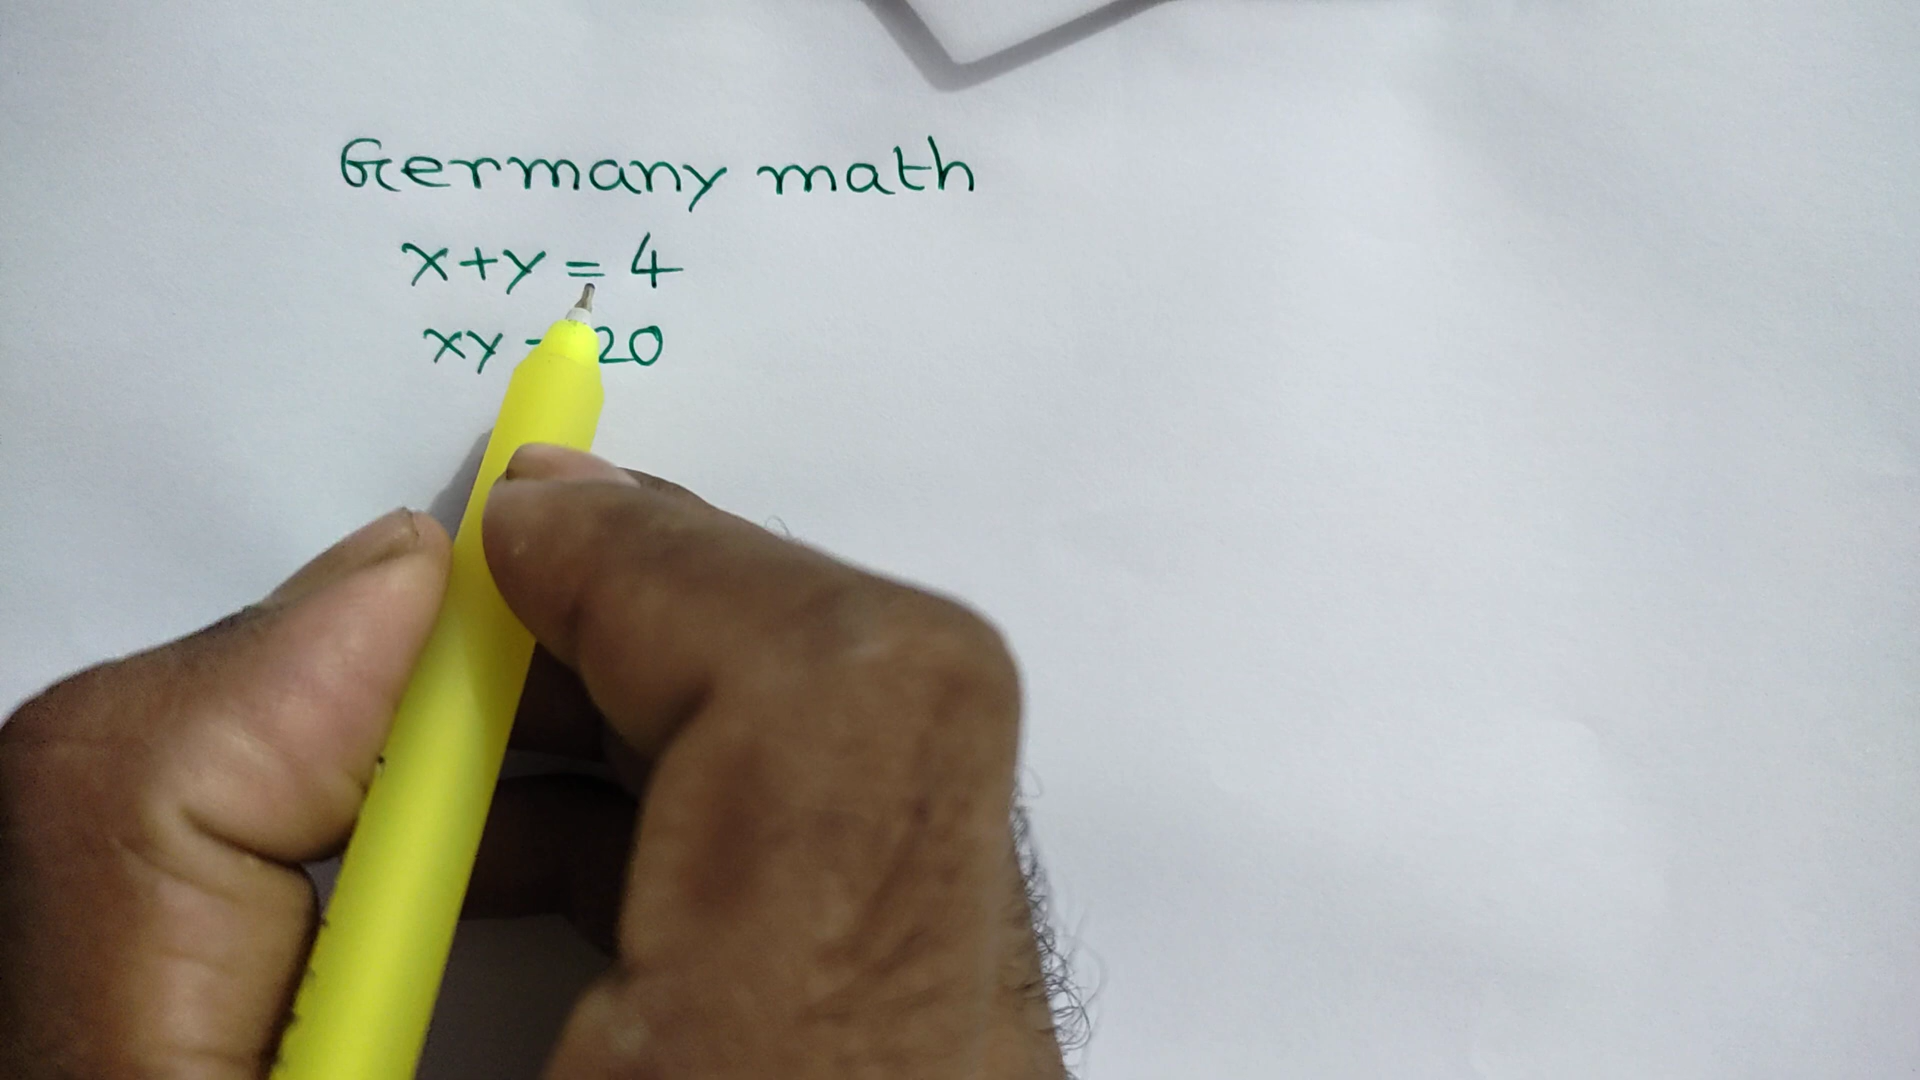 Germany math
x+y = 4
xy = 20